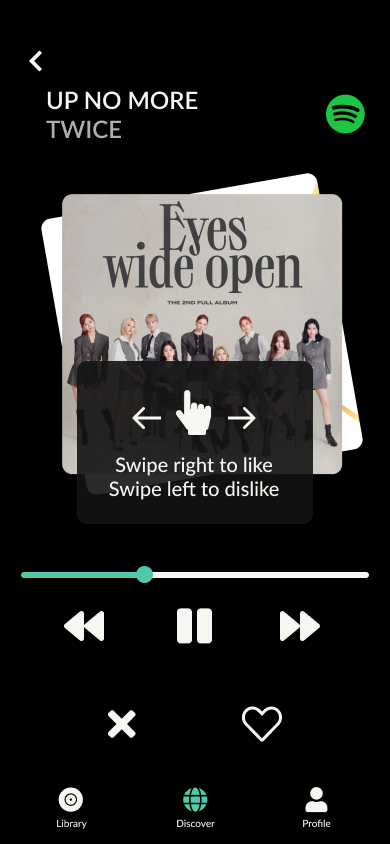 UP NO MORE
TWICE
Eyes
wide open
THE 2ND FULL ALBUM
Swipe right to like
Swipe left to dislike
Library
Discover
Profile